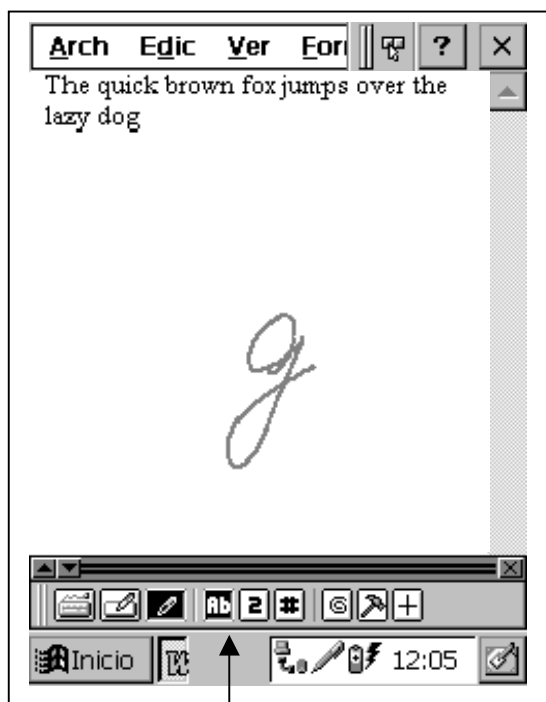 Arch Edic Ver For ? ×
The quick brown fox jumps over the
lazy dog
g
Ab 2 #
Inicio W 12:05